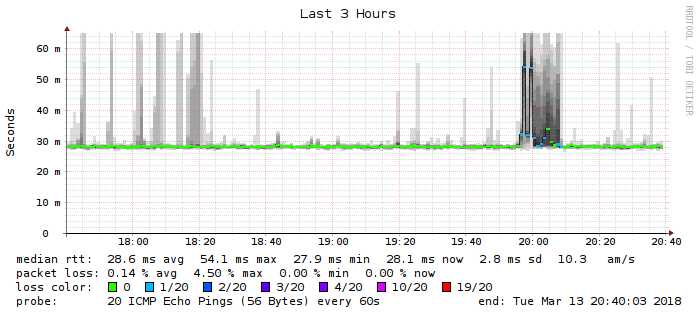 Last 3 Hours
RRDTOOL / TOBI OETIKER
Seconds
60 m
50 m
40 m
30 m
20 m
10 m
0
18:00 18:20 18:40 19:00 19:20 19:40 20:00 20:20 20:40
median rtt: 28.6 ms avg 54.1 ms max 27.9 ms min 28.1 ms now 2.8 ms sd 10.3 am/s
packet loss: 0.14 % avg 4.50 % max 0.00 % min 0.00 % now
loss color: 0 1/20 2/20 3/20 4/20 10/20 19/20
probe: 20 ICMP Echo Pings (56 Bytes) every 60s end: Tue Mar 13 20:40:03 2018